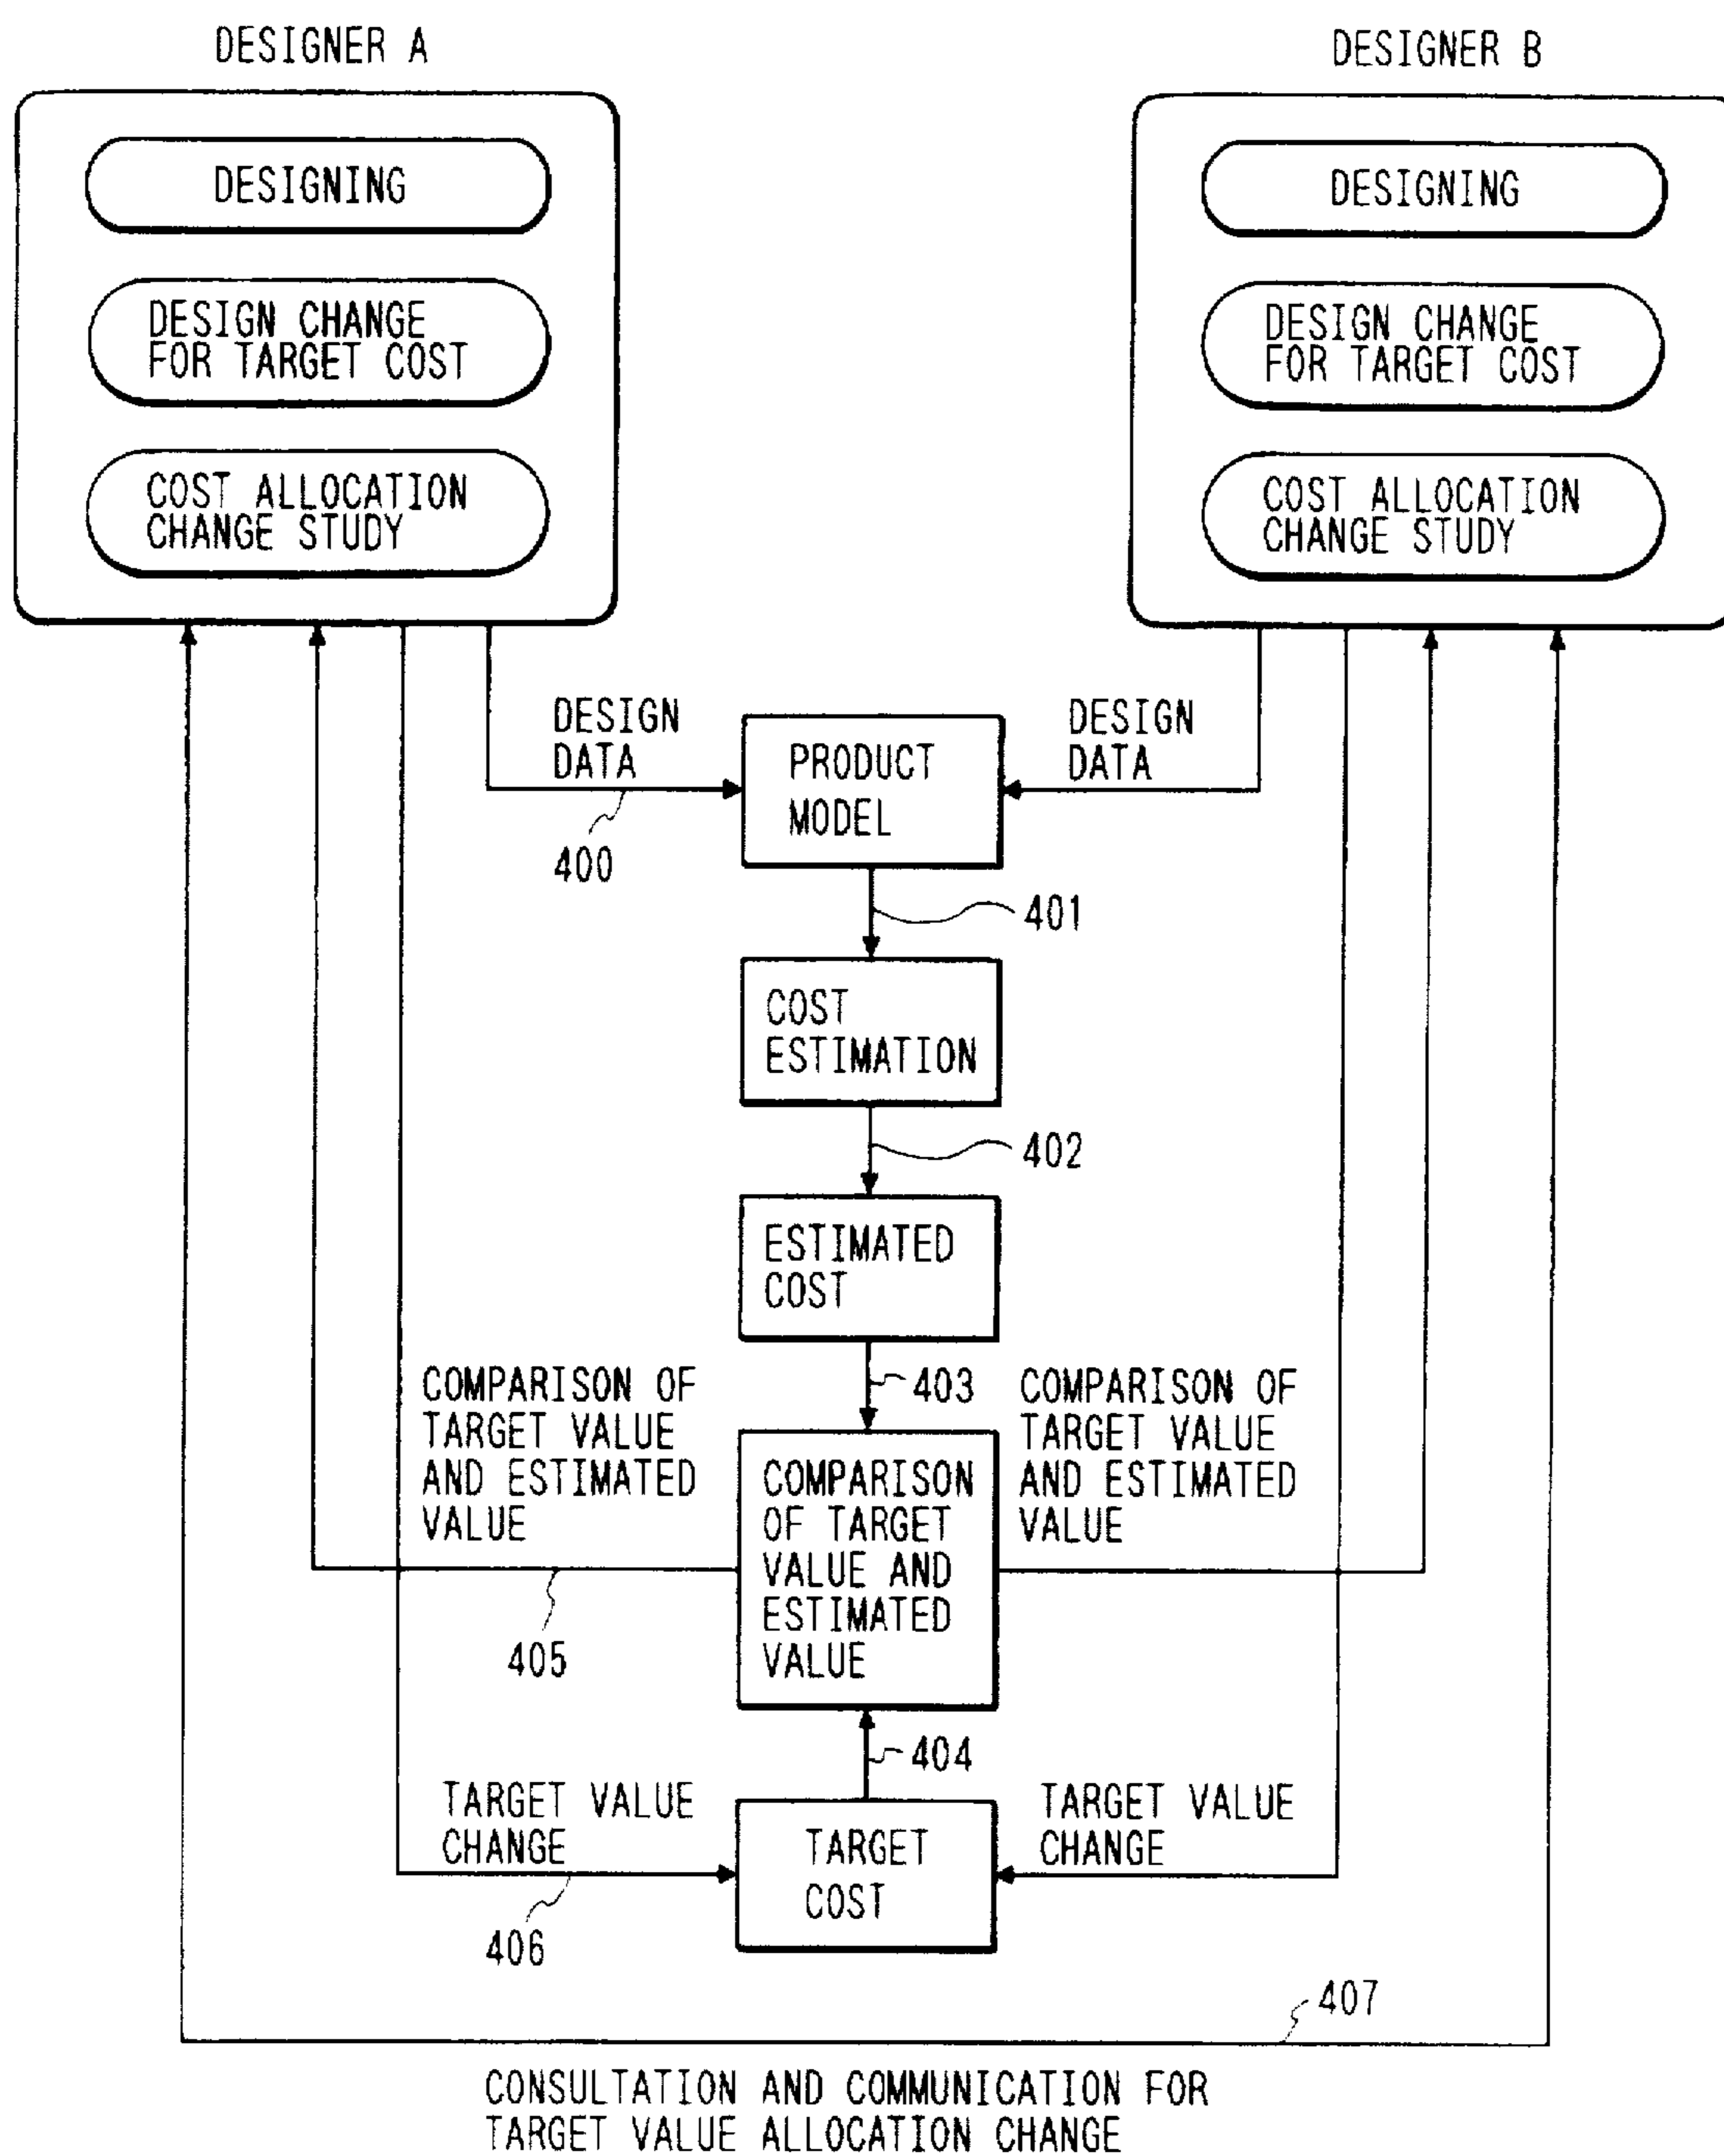 DESIGNER A
DESIGNER B
DESIGNING
DESIGN CHANGE
FOR TARGET COST
COST ALLOCATION
CHANGE STUDY
DESIGNING
DESIGN CHANGE
FOR TARGET COST
COST ALLOCATION
CHANGE STUDY
DESIGN
DATA
400
PRODUCT
MODEL
DESIGN
DATA
401
COST
ESTIMATION
402
ESTIMATED
COST
403
COMPARISON OF
TARGET VALUE
AND ESTIMATED
VALUE
405
COMPARISON
OF TARGET
VALUE AND
ESTIMATED
VALUE
COMPARISON OF
TARGET VALUE
AND ESTIMATED
VALUE
404
TARGET VALUE
CHANGE
406
TARGET
COST
TARGET VALUE
CHANGE
407
CONSULTATION AND COMMUNICATION FOR
TARGET VALUE ALLOCATION CHANGE